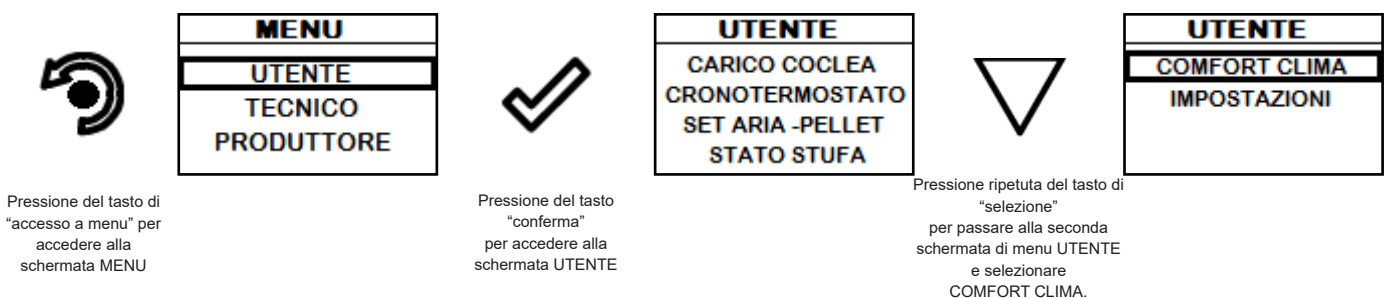 MENU
UTENTE
TECNICO
PRODUTTORE
UTENTE
CARICO COCLEA
CRONOTERMOSTATO
SET ARIA -PELLET
STATO STUFA
UTENTE
COMFORT CLIMA
IMPOSTAZIONI
Pressione del tasto di
“accesso a menu” per
accedere alla
schermata MENU
Pressione del tasto
“conferma”
per accedere alla
schermata UTENTE
Pressione ripetuta del tasto di
“selezione”
per passare alla seconda
schermata di menu UTENTE
e selezionare
COMFORT CLIMA.